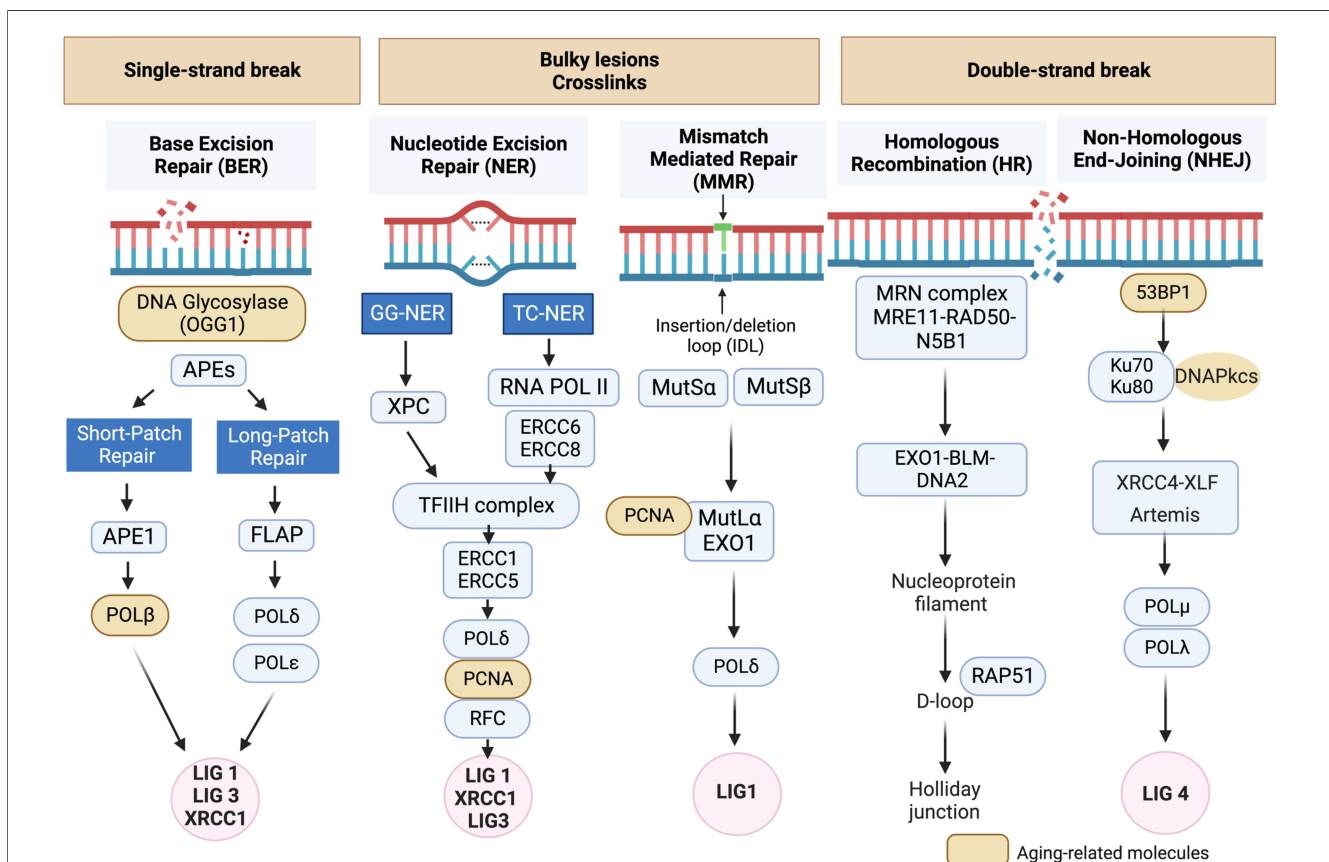 Single-strand break
Bulky lesions
Crosslinks
Double-strand break
Base Excision
Repair (BER)
Nucleotide Excision
Repair (NER)
Mismatch
Mediated Repair
(MMR)
Homologous
Recombination (HR)
Non-Homologous
End-Joining (NHEJ)
DNA Glycosylase
(OGG1)
APEs
Short-Patch
Repair
Long-Patch
Repair
APE1
FLAP
POLβ
POLδ
POLε
LIG 1
LIG 3
XRCC1
GG-NER
TC-NER
XPC
RNA POL II
ERCC6
ERCC8
TFIIH complex
ERCC1
ERCC5
POLδ
PCNA
RFC
LIG 1
XRCC1
LIG3
Insertion/deletion
loop (IDL)
MutSα
MutSβ
PCNA
MutLα
EXO1
POLδ
LIG1
MRN complex
MRE11-RAD50-
N5B1
EXO1-BLM-
DNA2
Nucleoprotein
filament
RAP51
D-loop
Holliday
junction
53BP1
Ku70
Ku80
DNAPkcs
XRCC4-XLF
Artemis
POLμ
POLλ
LIG 4
Aging-related molecules